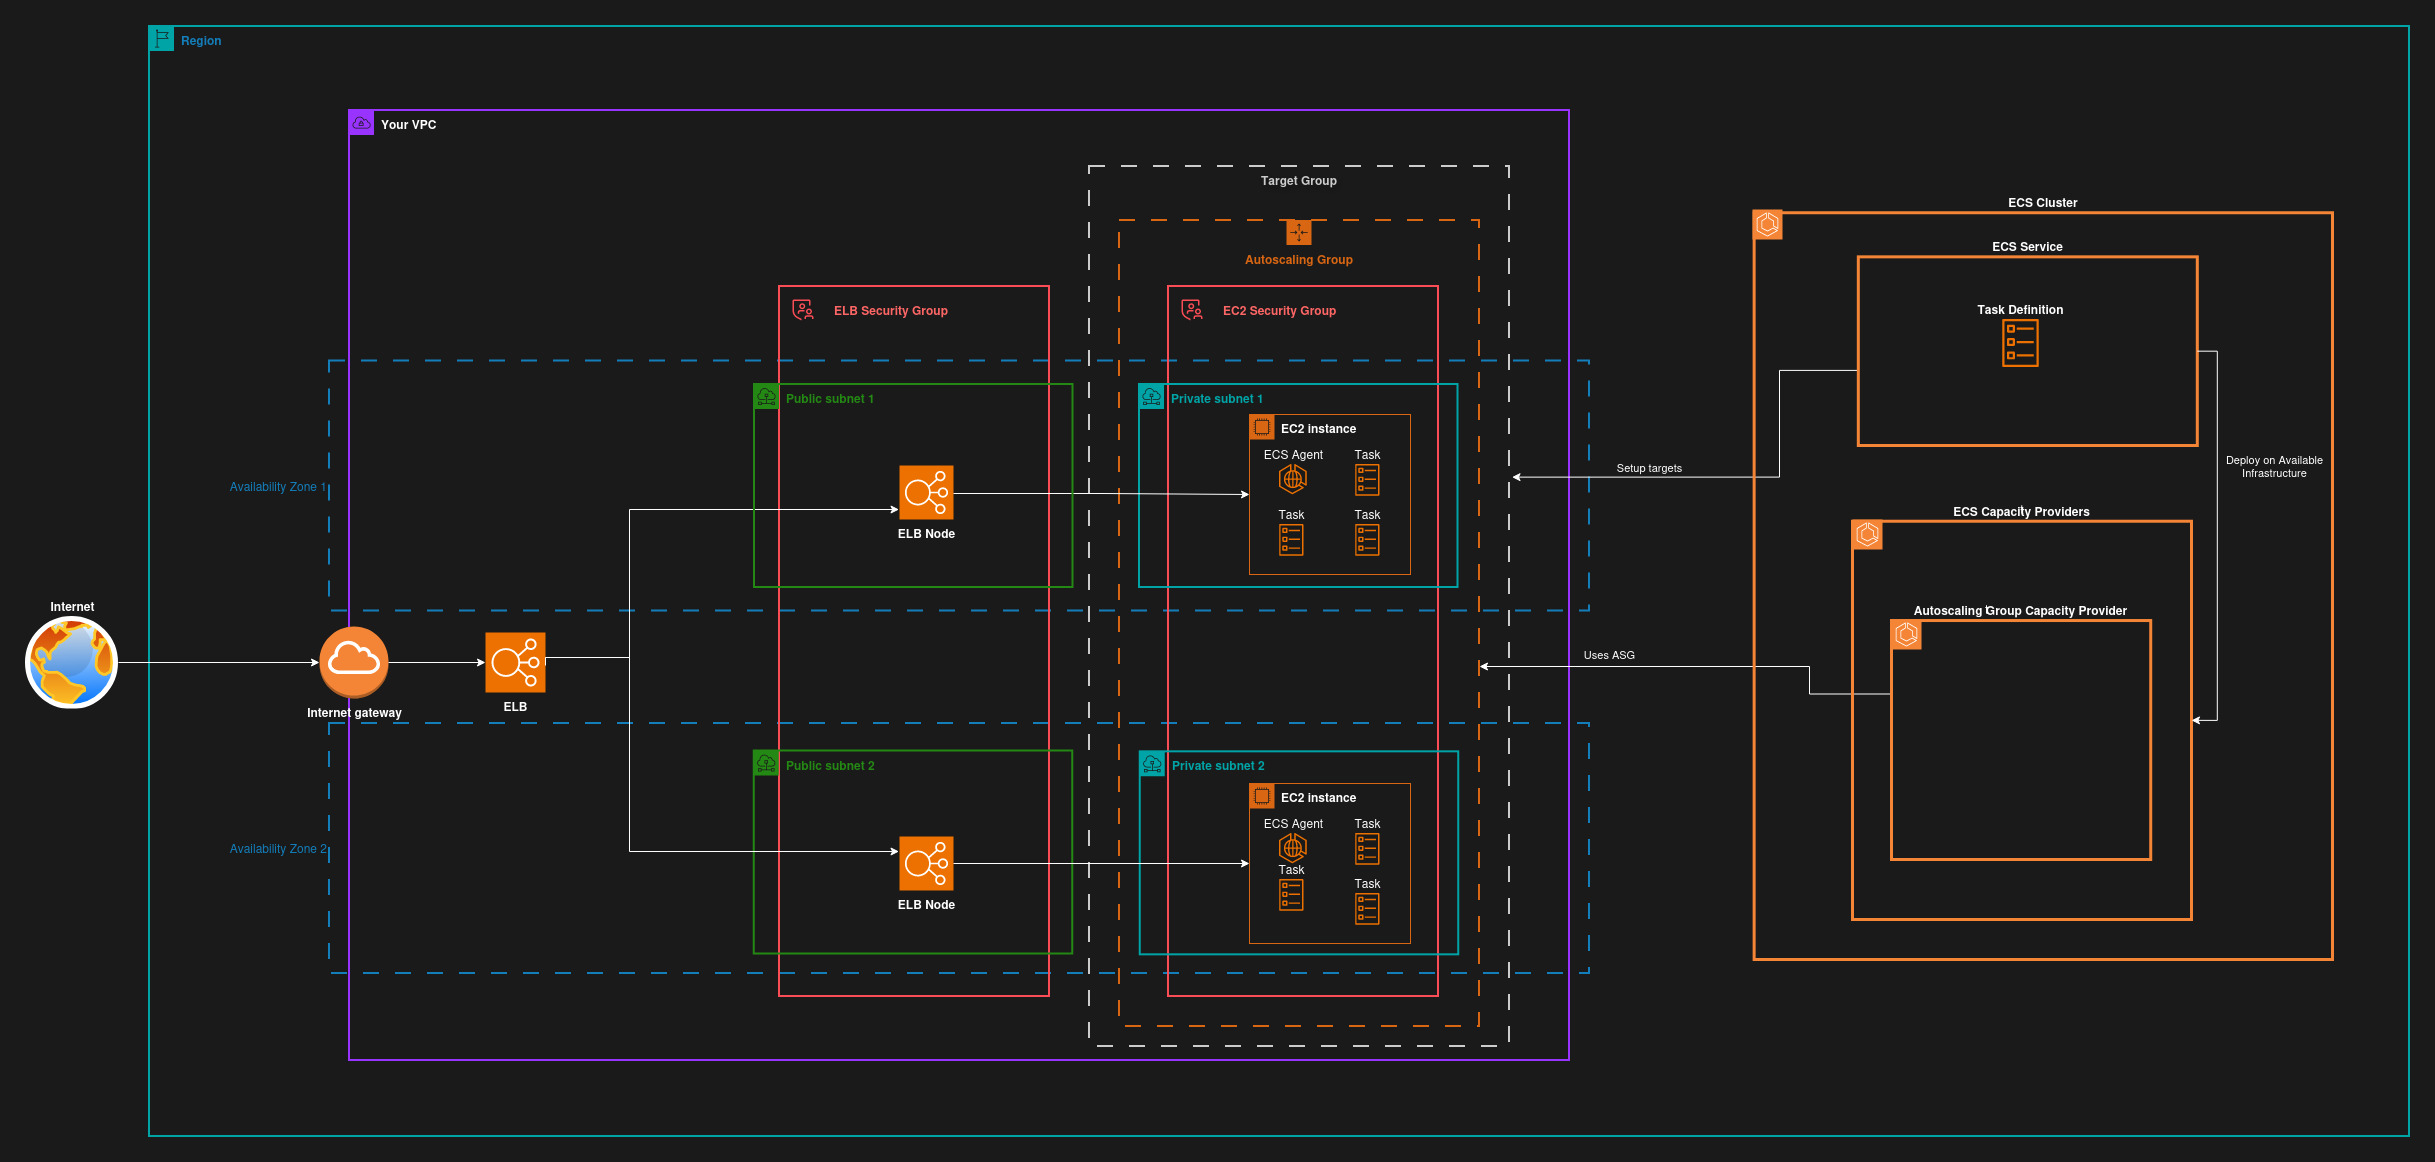 Region
Your VPC
Target Group
Autoscaling Group
ELB Security Group
EC2 Security Group
Availability Zone 1
Public subnet 1
ELB Node
Private subnet 1
EC2 instance
ECS Agent
Task
Task
Task
Internet
Internet gateway
ELB
Availability Zone 2
Public subnet 2
ELB Node
Private subnet 2
EC2 instance
ECS Agent
Task
Task
Task
Setup targets
Uses ASG
ECS Cluster
ECS Service
Task Definition
Deploy on Available
Infrastructure
ECS Capacity Providers
Autoscaling Group Capacity Provider